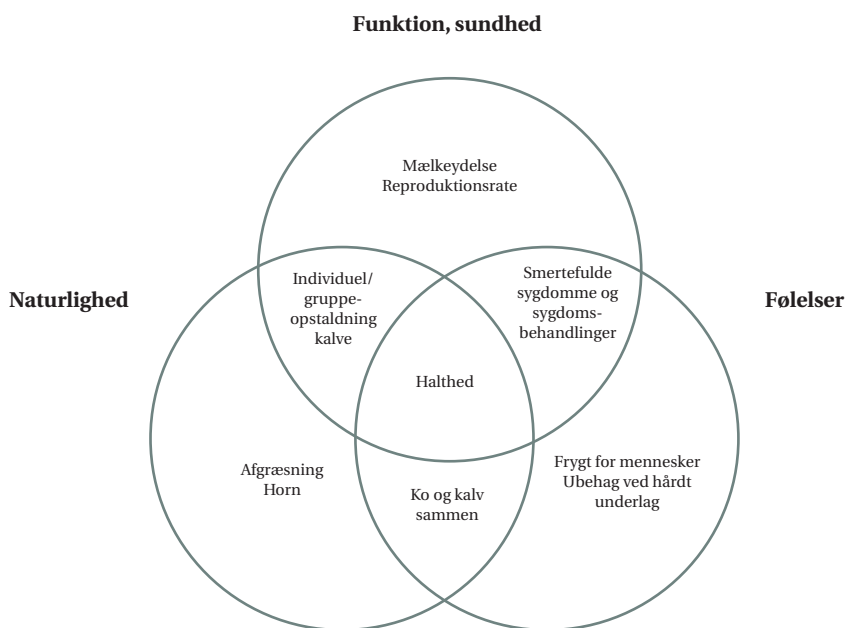 Funktion, sundhed
Mælkeydelse
Reproduktionsrate
Naturlighed
Individuel/
gruppe-
opstaldning
kalve
Smertefulde
sygdomme og
sygdoms-
behandlinger
Følelser
Halthed
Afgræsning
Horn
Ko og kalv
sammen
Frygt for mennesker
Ubehag ved hårdt
underlag